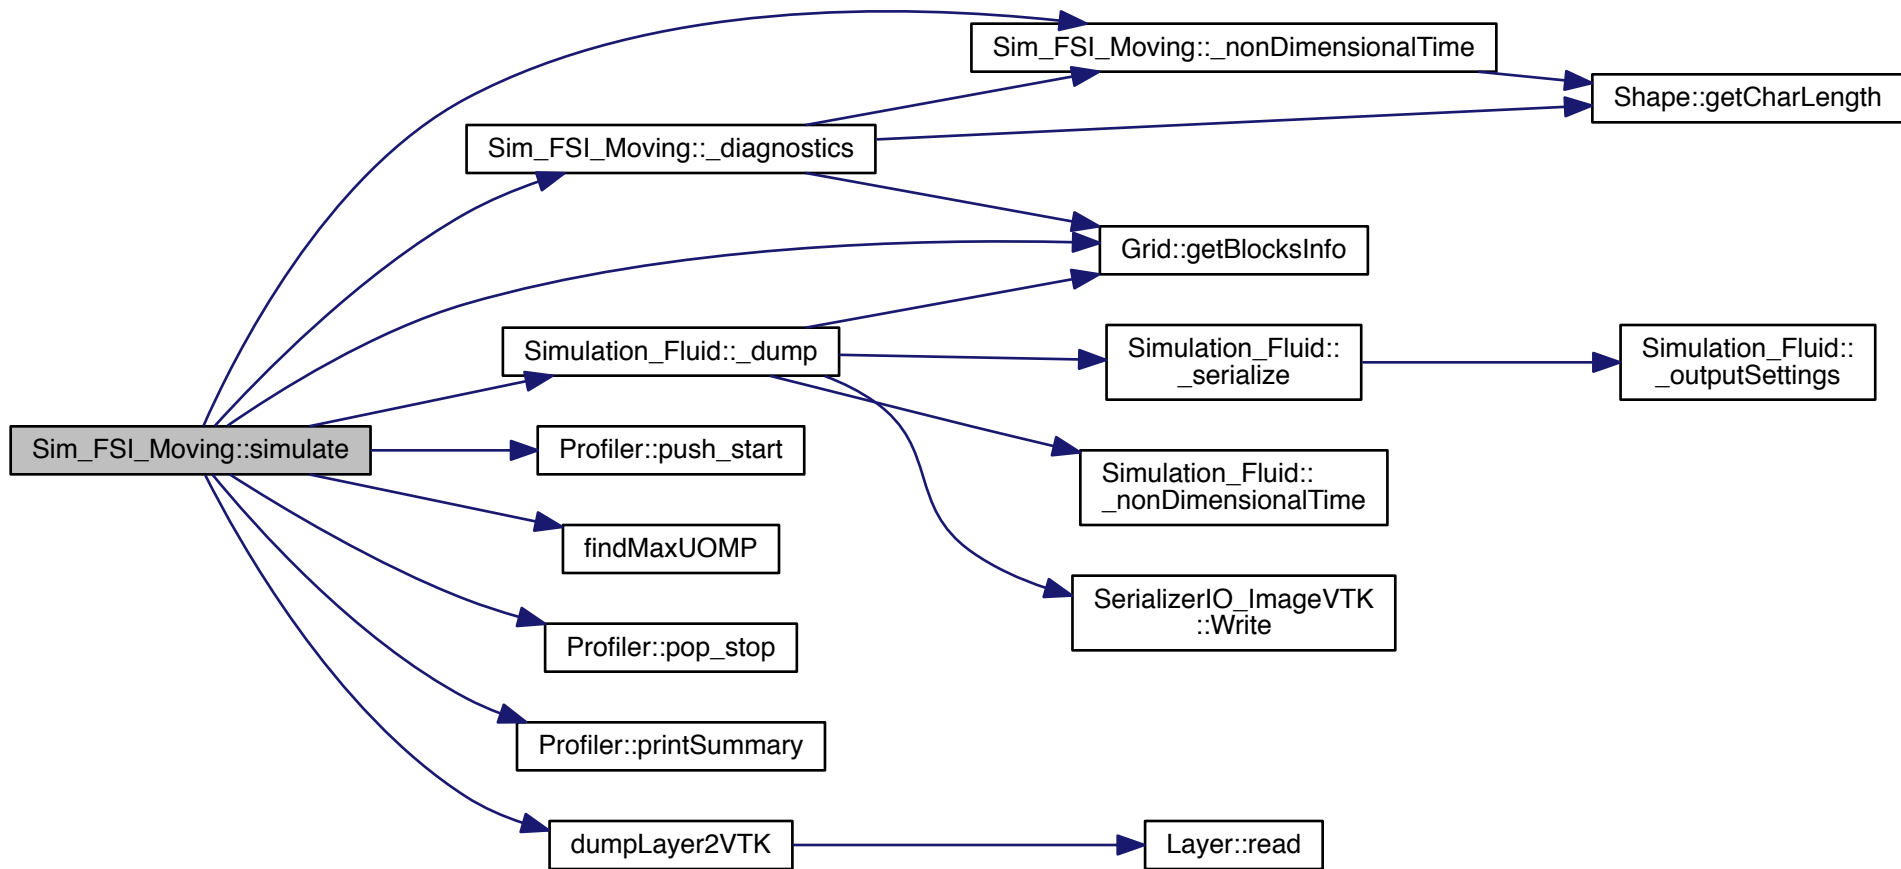 Sim_FSI_Moving::_nonDimensionalTime
Shape::getCharLength
Sim_FSI_Moving::_diagnostics
Grid::getBlocksInfo
Simulation_Fluid::_dump
Simulation_Fluid::
_serialize
Simulation_Fluid::
_outputSettings
Sim_FSI_Moving::simulate
Profiler::push_start
Simulation_Fluid::
_nonDimensionalTime
findMaxUOMP
SerializerIO_ImageVTK
::Write
Profiler::pop_stop
Profiler::printSummary
dumpLayer2VTK
Layer::read